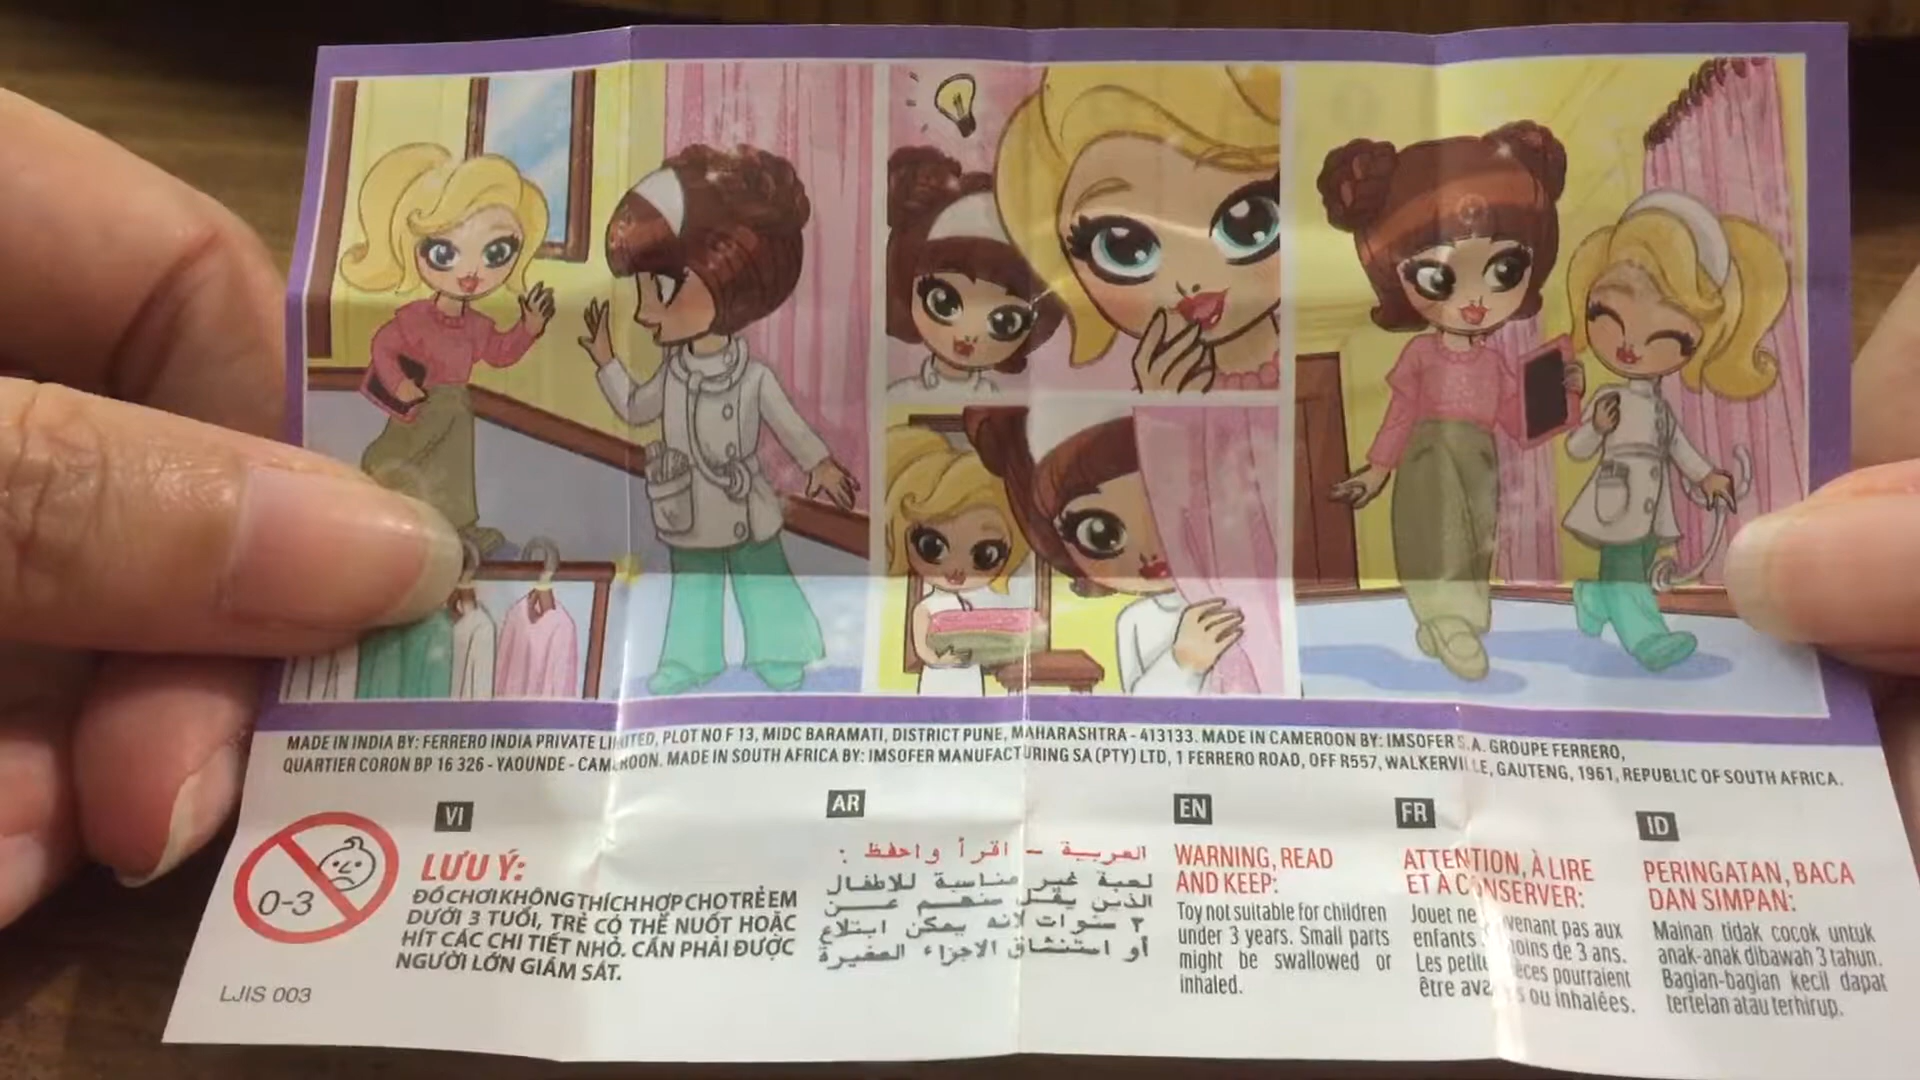 MADE IN INDIA BY: FERRERO INDIA PRIVATE LIMITED, PLOT NO F 13, MIDC BARAMATI, DISTRICT PUNE, MAHARASHTRA - 413133. MADE IN CAMEROON BY: IMSOFER S.A. GROUPE FERRERO,
QUARTIER CORON BP 16 326 - YAOUNDE - CAMEROON. MADE IN SOUTH AFRICA BY: IMSOFER MANUFACTURING SA (PTY) LTD, 1 FERRERO ROAD, OFF R557, WALKERVILLE, GAUTENG, 1961, REPUBLIC OF SOUTH AFRICA.
0-3
VI
LƯU Ý:
ĐỒ CHƠI KHÔNG THÍCH HỢP CHO TRẺ EM
DƯỚI 3 TUỔI, TRẺ CÓ THỂ NUỐT HOẶC
HÍT CÁC CHI TIẾT NHỎ. CẦN PHẢI ĐƯỢC
NGƯỜI LỚN GIÁM SÁT.
LJIS 003
AR
العربية – اقرأ واحفظ :
لعبة غير مناسبة للاطفال
الذين يقل سنهم عن
٣ سنوات لانه يمكن ابتلاع
أو استنشاق الاجزاء الصغيرة
EN
WARNING, READ
AND KEEP:
Toy not suitable for children
under 3 years. Small parts
might be swallowed or
inhaled.
FR
ATTENTION, À LIRE
ET A CONSERVER:
Jouet ne pas aux
enfants de 3 ans.
Les pourraient
être ou inhalées.
ID
PERINGATAN, BACA
DAN SIMPAN:
Mainan tidak cocok untuk
anak-anak dibawah 3 tahun.
Bagian-bagian kecil dapat
tertelan atau terhirup.